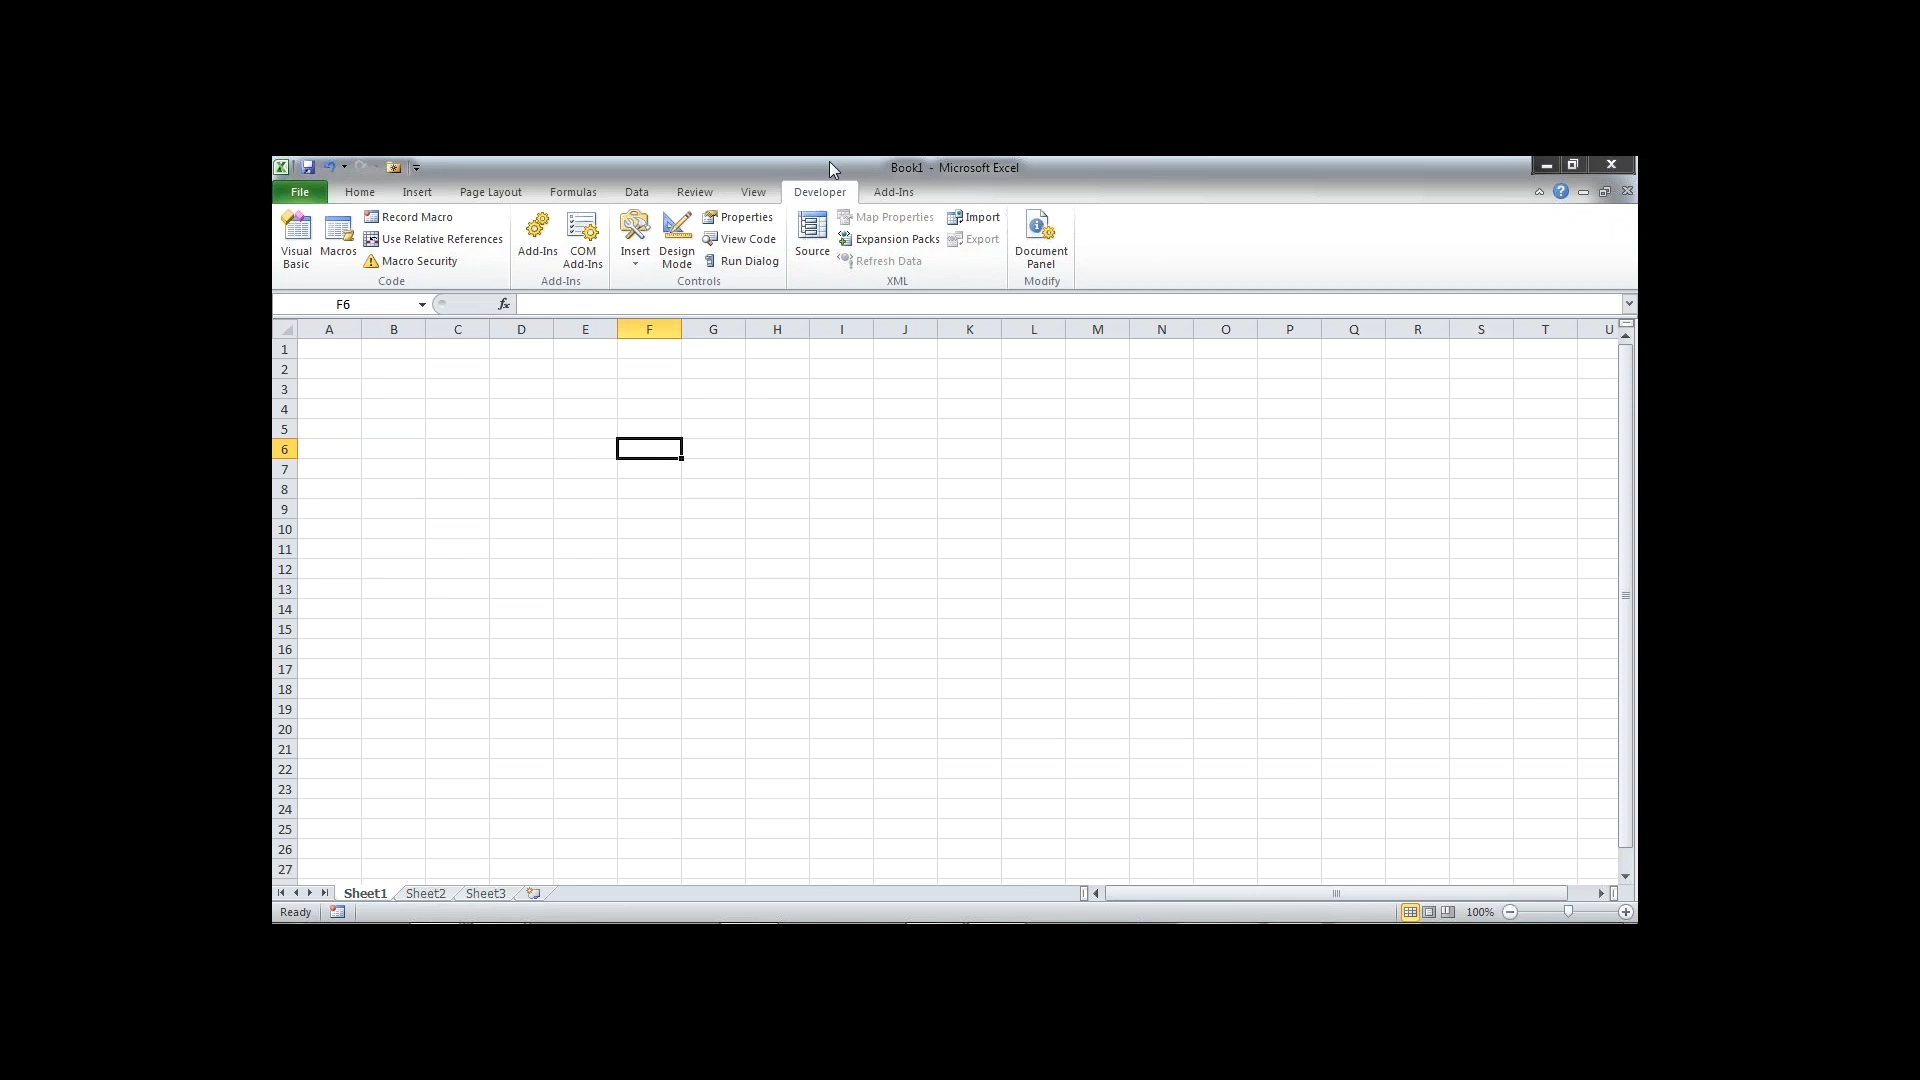 Book1 - Microsoft Excel
File Home Insert Page Layout Formulas Data Review View Developer Add-Ins
Visual Basic
Macros
Record Macro
Use Relative References
Macro Security
Code
Add-Ins
COM Add-Ins
Add-Ins
Insert
Design Mode
Properties
View Code
Run Dialog
Controls
Source
Map Properties
Expansion Packs
Refresh Data
Import
Export
XML
Document Panel
Modify
F6 fx
A B C D E F G H I J K L M N O P Q R S T U
1
2
3
4
5
6
7
8
9
10
11
12
13
14
15
16
17
18
19
20
21
22
23
24
25
26
27
Sheet1 Sheet2 Sheet3
Ready 100%